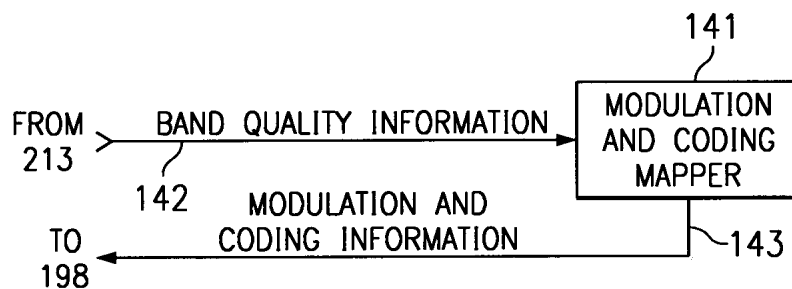 141
FROM
213
BAND QUALITY INFORMATION
142
MODULATION
AND CODING
MAPPER
MODULATION AND
CODING INFORMATION
TO
198
143